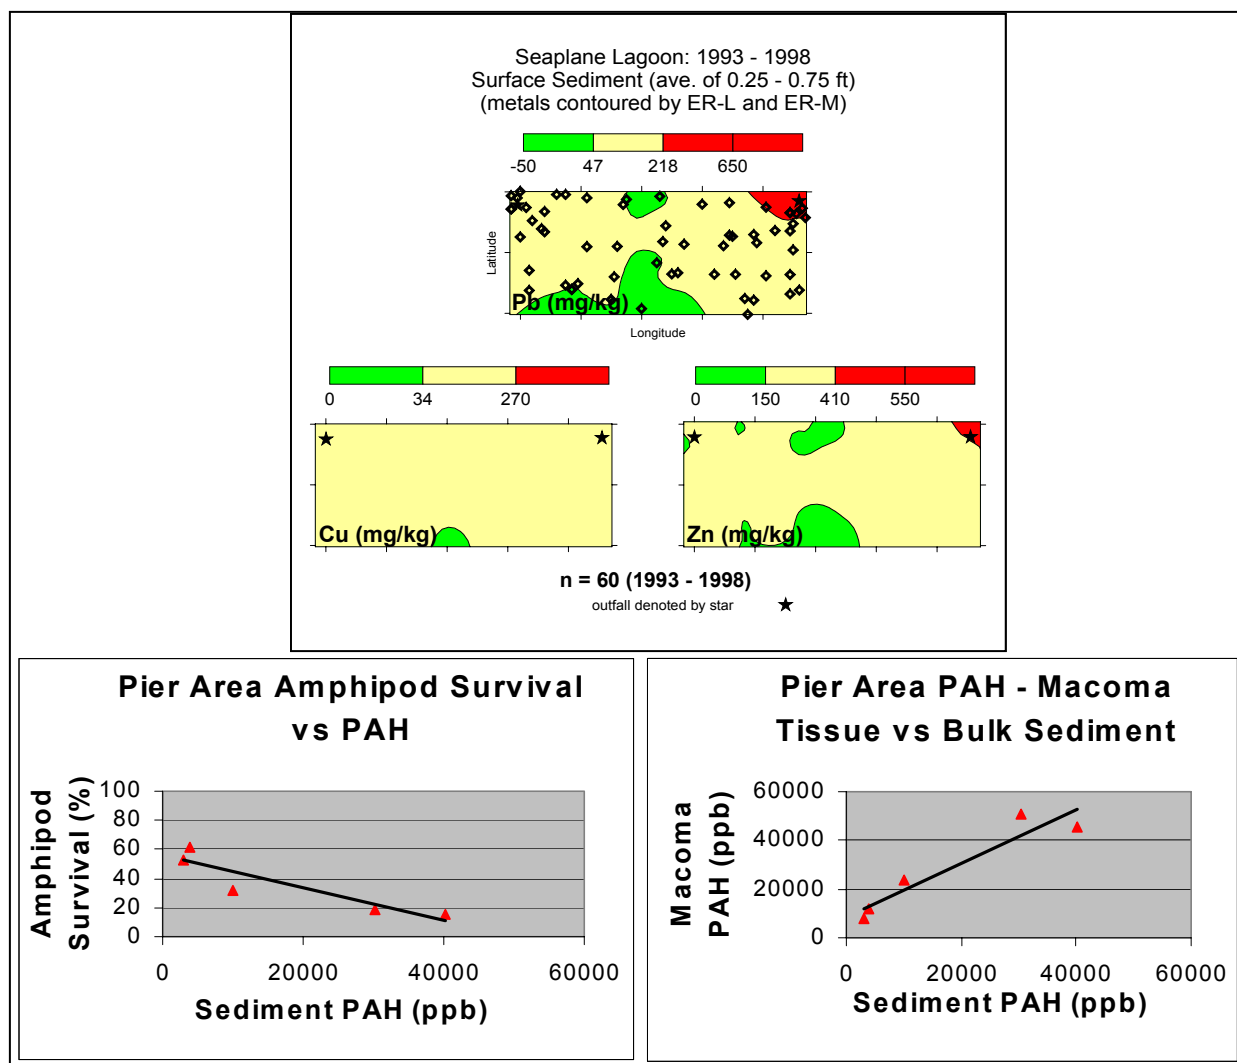 Seaplane Lagoon: 1993 - 1998
Surface Sediment (ave. of 0.25 - 0.75 ft)
(metals contoured by ER-L and ER-M)
-50 47 218 650
Latitude
Pb (mg/kg)
Longitude
0 34 270
Cu (mg/kg)
0 150 410 550
Zn (mg/kg)
n = 60 (1993 - 1998)
outfall denoted by star
Pier Area Amphipod Survival
vs PAH
Amphipod
Survival (%)
100
80
60
40
20
0
0 20000 40000 60000
Sediment PAH (ppb)
Pier Area PAH - Macoma
Tissue vs Bulk Sediment
Macoma
PAH (ppb)
60000
40000
20000
0
0 20000 40000 60000
Sediment PAH (ppb)